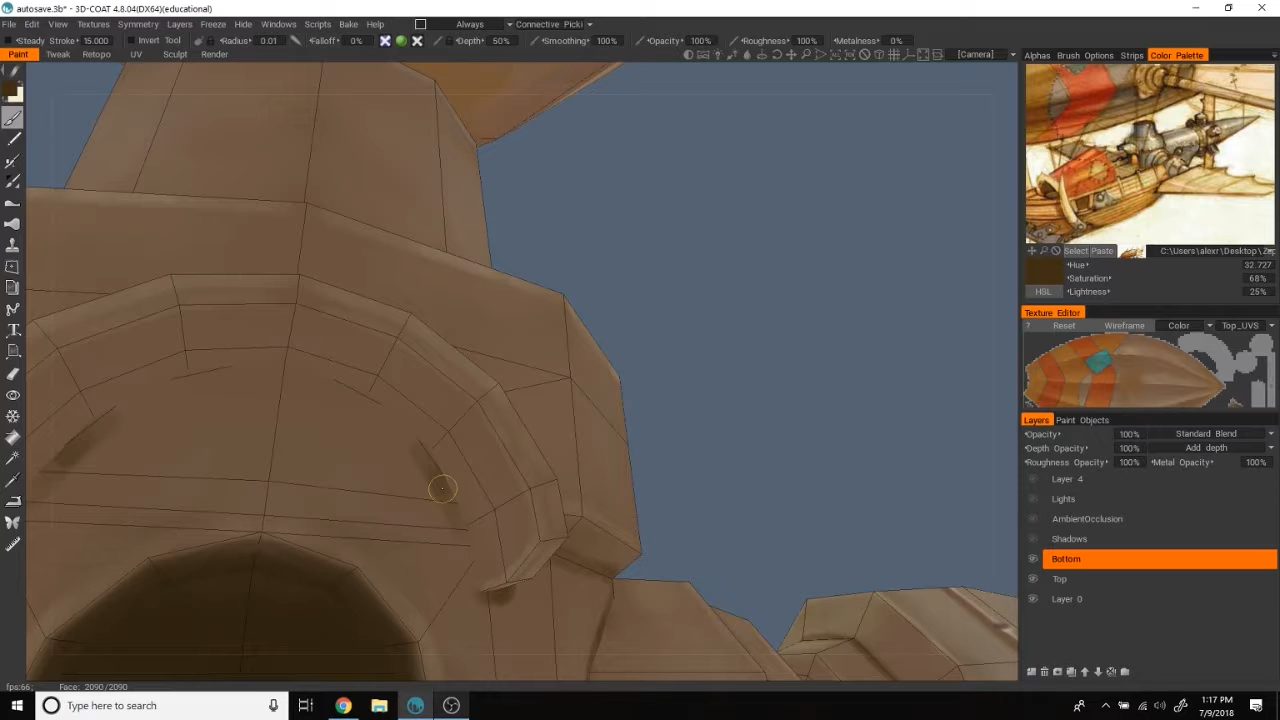 autosave.3b* - 3D-COAT 4.8.04(DX64)(educational)
File Edit View Textures Symmetry Layers Freeze Hide Windows Scripts Bake Help Always Connective Picki
Steady Stroke 15.000 Invert Tool Radius 0.01 Falloff 0% Depth 50% Smoothing 100% Opacity 100% Roughness 100% Metalness 0%
Paint Tweak Retopo UV Sculpt Render [Camera] Alphas Brush Options Strips Color Palette
Select Paste C:\Users\alexr\Desktop\Ze
Hue 32.727
Saturation 68%
HSL Lightness 25%
Texture Editor
? Reset Wireframe Color Top_UVS
Layers Paint Objects
Opacity 100% Standard Blend
Depth Opacity 100% Add depth
Roughness Opacity 100% Metal Opacity 100%
Layer 4
Lights
AmbientOcclusion
Shadows
Bottom
Top
Layer 0
fps:66; Face: 2090/2090
Type here to search
1:17 PM
7/9/2018